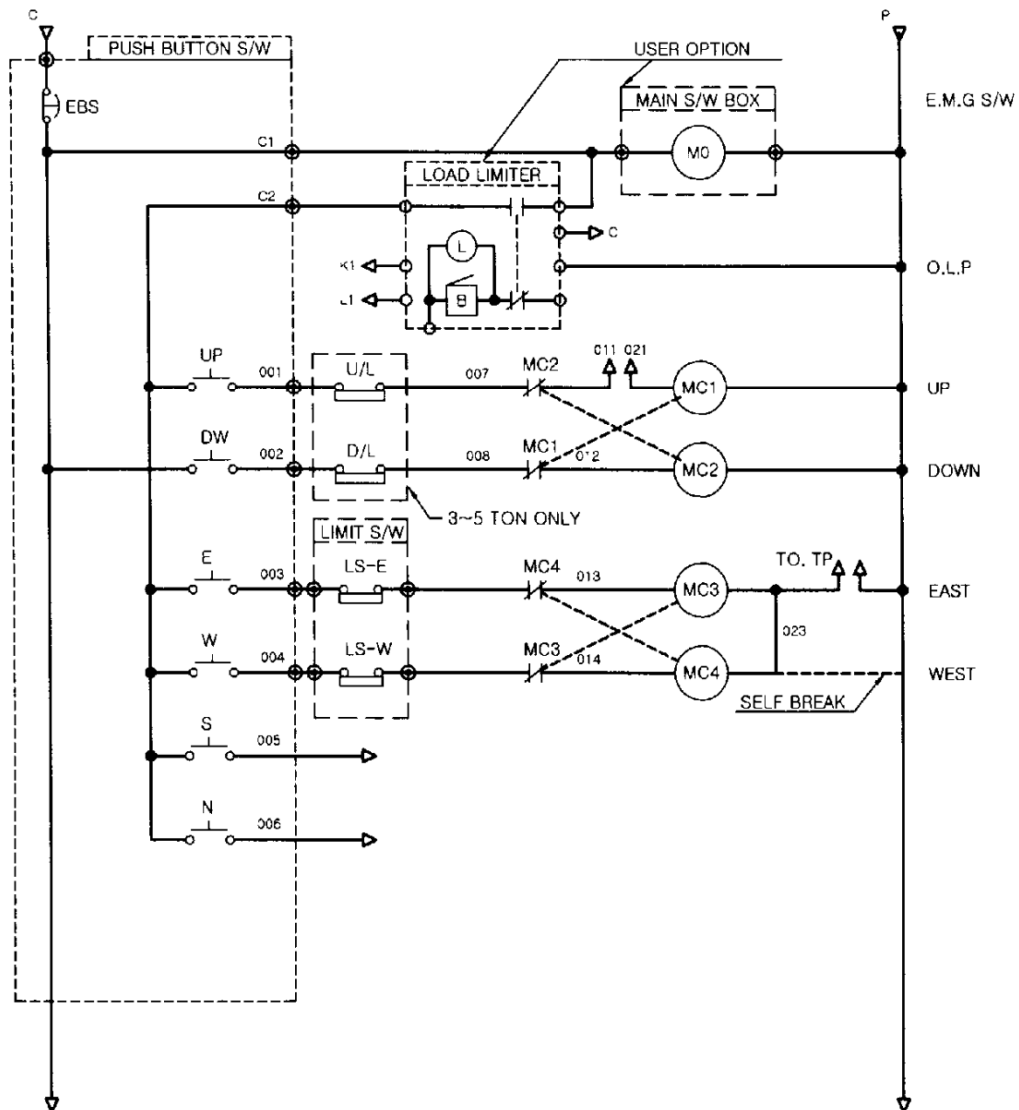 C
P
PUSH BUTTON S/W
USER OPTION
EBS
MAIN S/W BOX
E.M.G S/W
C1
M0
LOAD LIMITER
C2
C
L
K1
O.L.P
B
L1
UP
001
U/L
007
MC2
011
021
MC1
UP
DW
002
D/L
008
MC1
012
MC2
DOWN
3~5 TON ONLY
LIMIT S/W
E
003
LS-E
MC4
013
MC3
TO. TP
EAST
023
W
004
LS-W
MC3
014
MC4
WEST
SELF BREAK
S
005
N
006